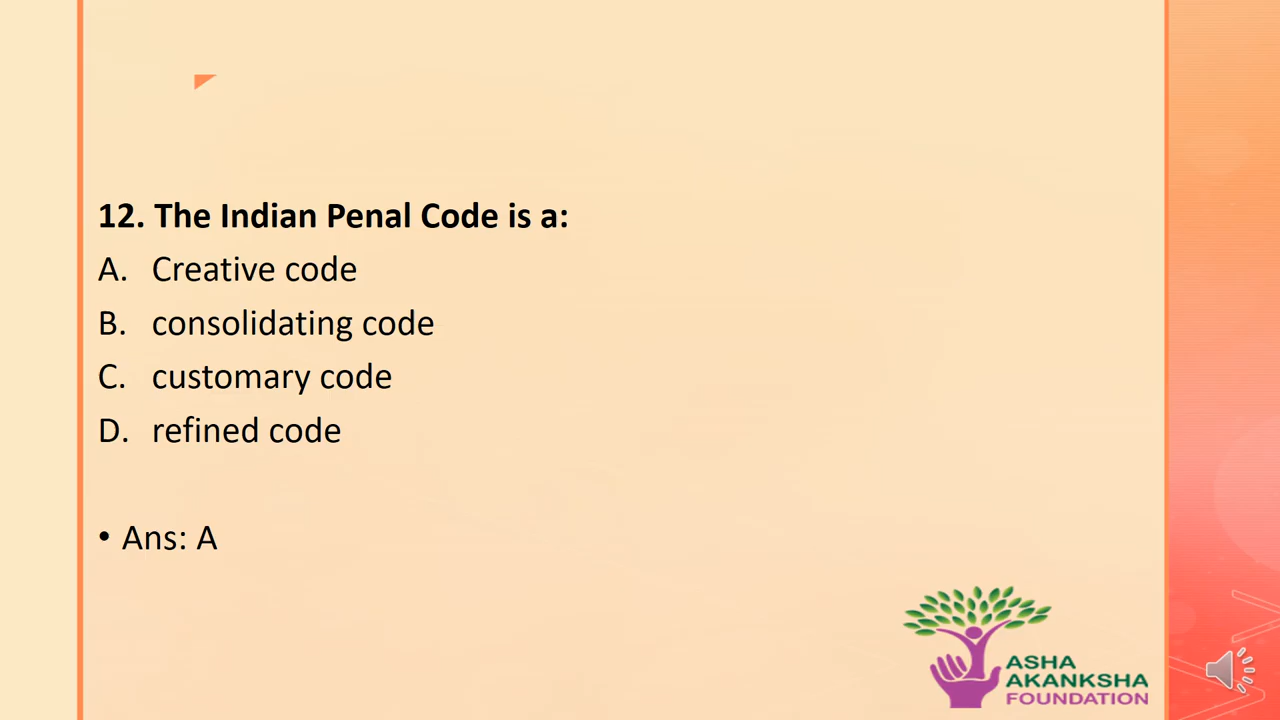 12. The Indian Penal Code is a:
A. Creative code
B. consolidating code
C. customary code
D. refined code
• Ans: A
ASHA
AKANKSHA
FOUNDATION